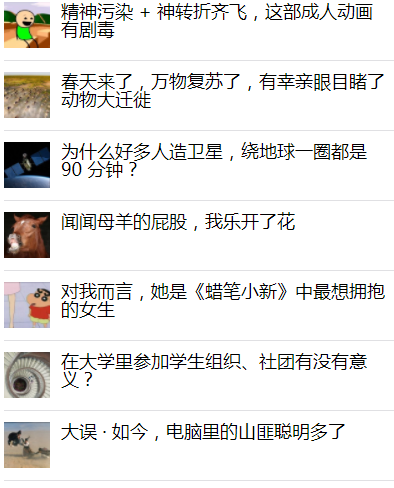 精神污染 + 神转折齐飞，这部成人动画
有剧毒
春天来了，万物复苏了，有幸亲眼目睹了
动物大迁徙
为什么好多人造卫星，绕地球一圈都是
90 分钟？
闻闻母羊的屁股，我乐开了花
对我而言，她是《蜡笔小新》中最想拥抱
的女生
在大学里参加学生组织、社团有没有意
义？
大误 · 如今，电脑里的山匪聪明多了